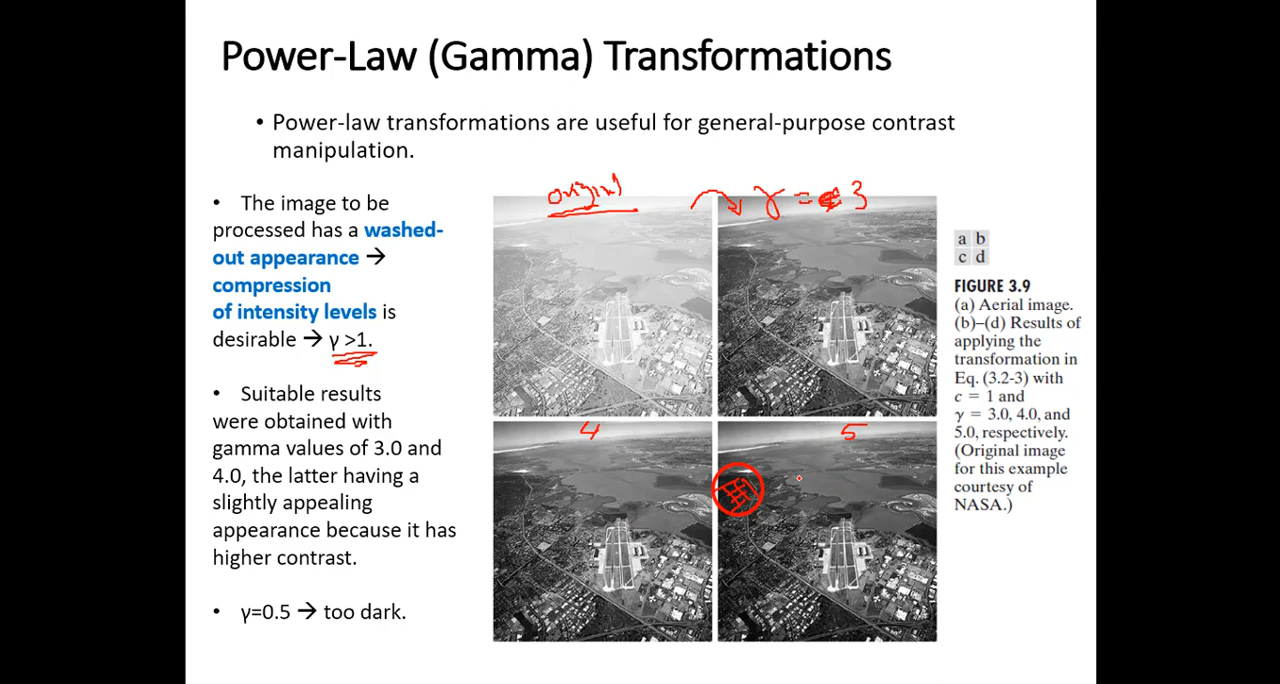 Power-Law (Gamma) Transformations
• Power-law transformations are useful for general-purpose contrast
manipulation.
• The image to be
processed has a washed-
out appearance →
compression
of intensity levels is
desirable → γ >1.
• Suitable results
were obtained with
gamma values of 3.0 and
4.0, the latter having a
slightly appealing
appearance because it has
higher contrast.
• γ=0.5 → too dark.
original
γ = 3
4
5
a b
c d
FIGURE 3.9
(a) Aerial image.
(b)–(d) Results of
applying the
transformation in
Eq. (3.2-3) with
c = 1 and
γ = 3.0, 4.0, and
5.0, respectively.
(Original image
for this example
courtesy of
NASA.)